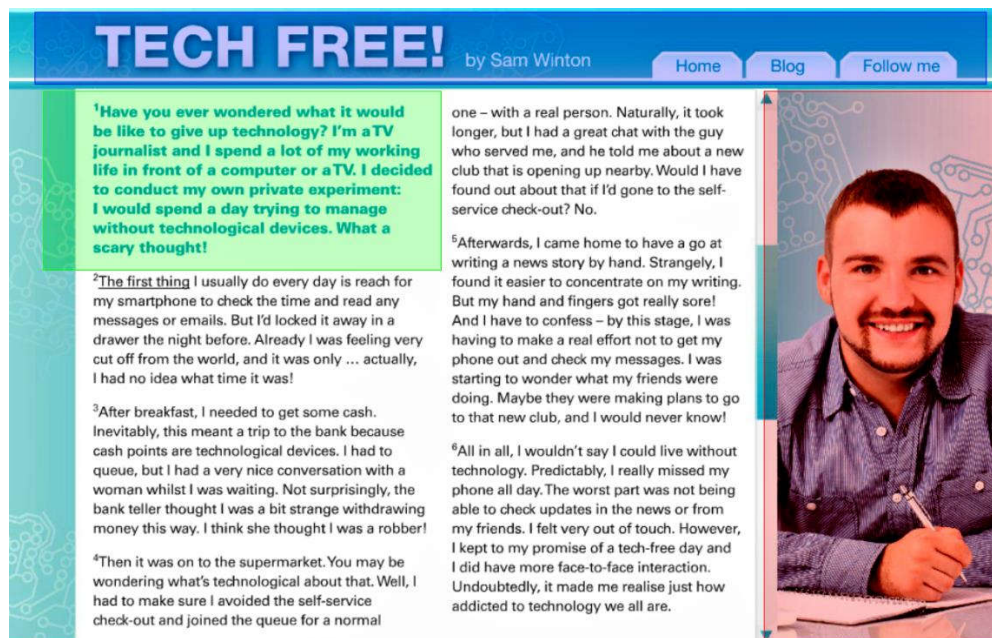 TECH FREE! by Sam Winton
Home Blog Follow me
¹Have you ever wondered what it would
be like to give up technology? I'm a TV
journalist and I spend a lot of my working
life in front of a computer or a TV. I decided
to conduct my own private experiment:
I would spend a day trying to manage
without technological devices. What a
scary thought!
²The first thing I usually do every day is reach for
my smartphone to check the time and read any
messages or emails. But I'd locked it away in a
drawer the night before. Already I was feeling very
cut off from the world, and it was only … actually,
I had no idea what time it was!
³After breakfast, I needed to get some cash.
Inevitably, this meant a trip to the bank because
cash points are technological devices. I had to
queue, but I had a very nice conversation with a
woman whilst I was waiting. Not surprisingly, the
bank teller thought I was a bit strange withdrawing
money this way. I think she thought I was a robber!
⁴Then it was on to the supermarket. You may be
wondering what's technological about that. Well, I
had to make sure I avoided the self-service
check-out and joined the queue for a normal
one – with a real person. Naturally, it took
longer, but I had a great chat with the guy
who served me, and he told me about a new
club that is opening up nearby. Would I have
found out about that if I'd gone to the self-
service check-out? No.
⁵Afterwards, I came home to have a go at
writing a news story by hand. Strangely, I
found it easier to concentrate on my writing.
But my hand and fingers got really sore!
And I have to confess – by this stage, I was
having to make a real effort not to get my
phone out and check my messages. I was
starting to wonder what my friends were
doing. Maybe they were making plans to go
to that new club, and I would never know!
⁶All in all, I wouldn't say I could live without
technology. Predictably, I really missed my
phone all day. The worst part was not being
able to check updates in the news or from
my friends. I felt very out of touch. However,
I kept to my promise of a tech-free day and
I did have more face-to-face interaction.
Undoubtedly, it made me realise just how
addicted to technology we all are.